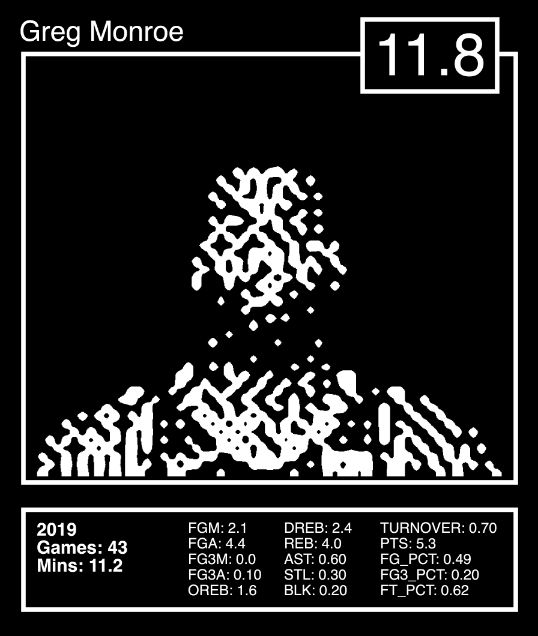 Greg Monroe
11.8
2019
Games: 43
Mins: 11.2
FGM: 2.1
FGA: 4.4
FG3M: 0.0
FG3A: 0.10
OREB: 1.6
DREB: 2.4
REB: 4.0
AST: 0.60
STL: 0.30
BLK: 0.20
TURNOVER: 0.70
PTS: 5.3
FG_PCT: 0.49
FG3_PCT: 0.20
FT_PCT: 0.62